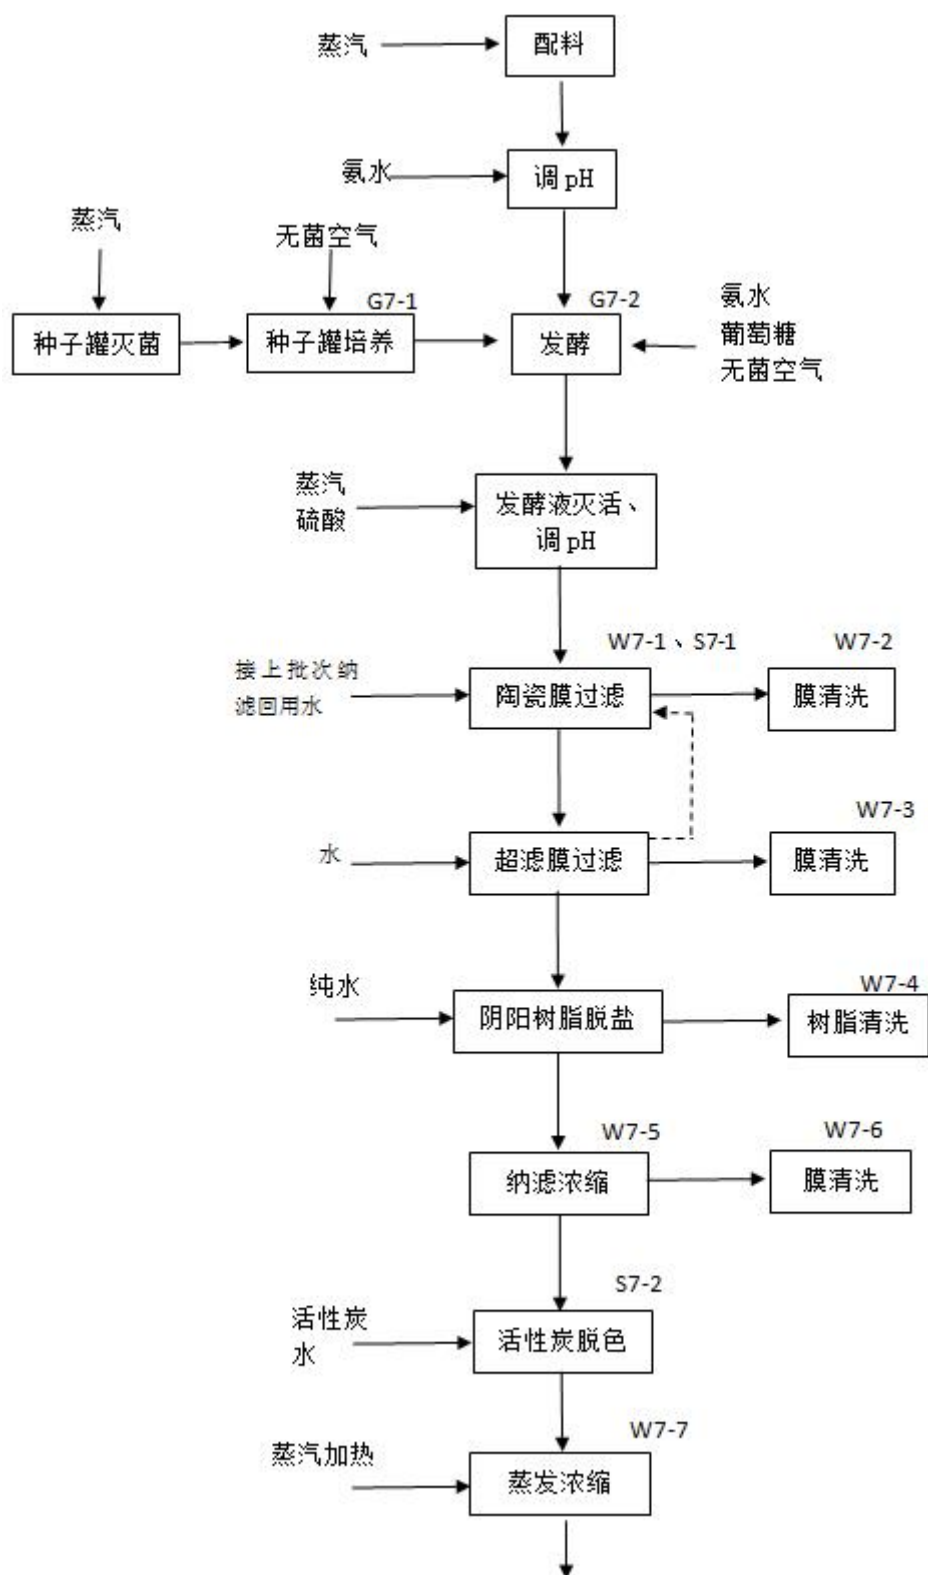 蒸汽
配料
氨水
调pH
蒸汽
无菌空气
G7-1
G7-2
氨水
葡萄糖
无菌空气
种子罐灭菌
种子罐培养
发酵
蒸汽
硫酸
发酵液灭活、
调pH
W7-1、S7-1
W7-2
接上批次纳
滤回用水
陶瓷膜过滤
膜清洗
W7-3
水
超滤膜过滤
膜清洗
纯水
W7-4
阴阳树脂脱盐
树脂清洗
W7-5
W7-6
纳滤浓缩
膜清洗
S7-2
活性炭
水
活性炭脱色
W7-7
蒸汽加热
蒸发浓缩